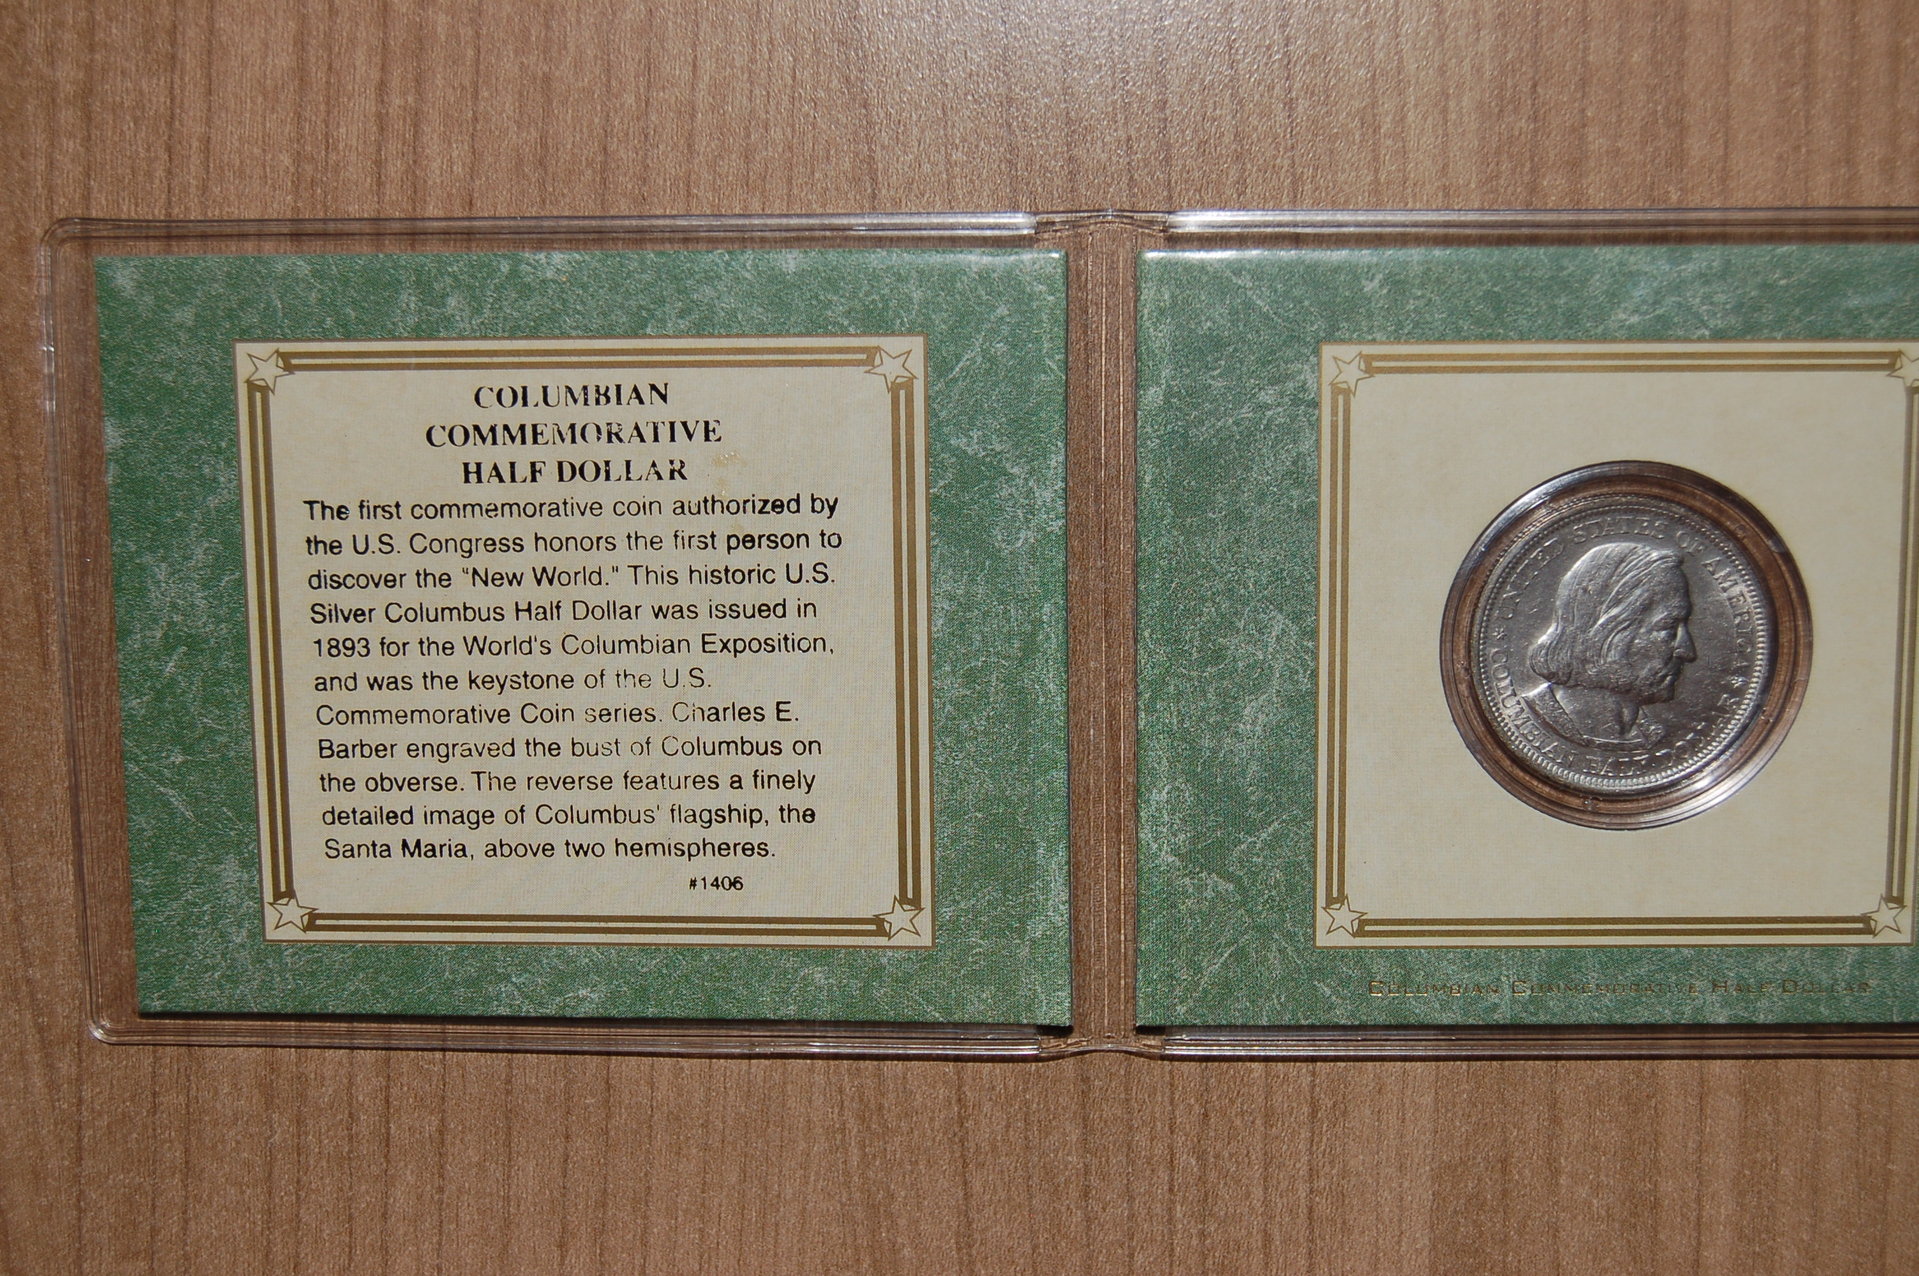 COLUMBIAN
COMMEMORATIVE
HALF DOLLAR
The first commemorative coin authorized by
the U.S. Congress honors the first person to
discover the "New World." This historic U.S.
Silver Columbus Half Dollar was issued in
1893 for the World's Columbian Exposition,
and was the keystone of the U.S.
Commemorative Coin series. Charles E.
Barber engraved the bust of Columbus on
the obverse. The reverse features a finely
detailed image of Columbus' flagship, the
Santa Maria, above two hemispheres.
#1406
UNITED STATES OF AMERICA
COLUMBIAN HALF DOLLAR
COLUMBIAN COMMEMORATIVE HALF DOLLAR